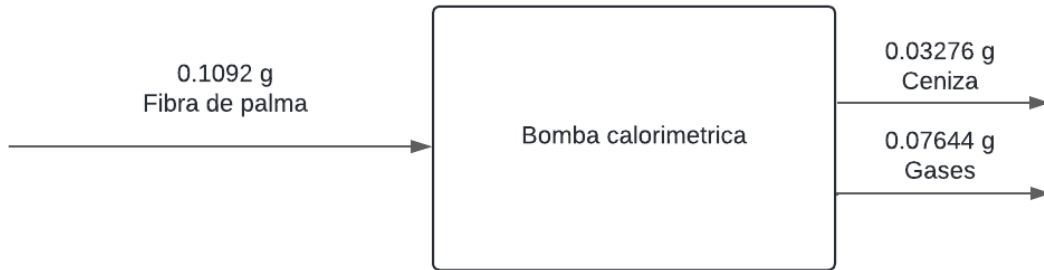 0.1092 g
Fibra de palma
Bomba calorimetrica
0.03276 g
Ceniza
0.07644 g
Gases